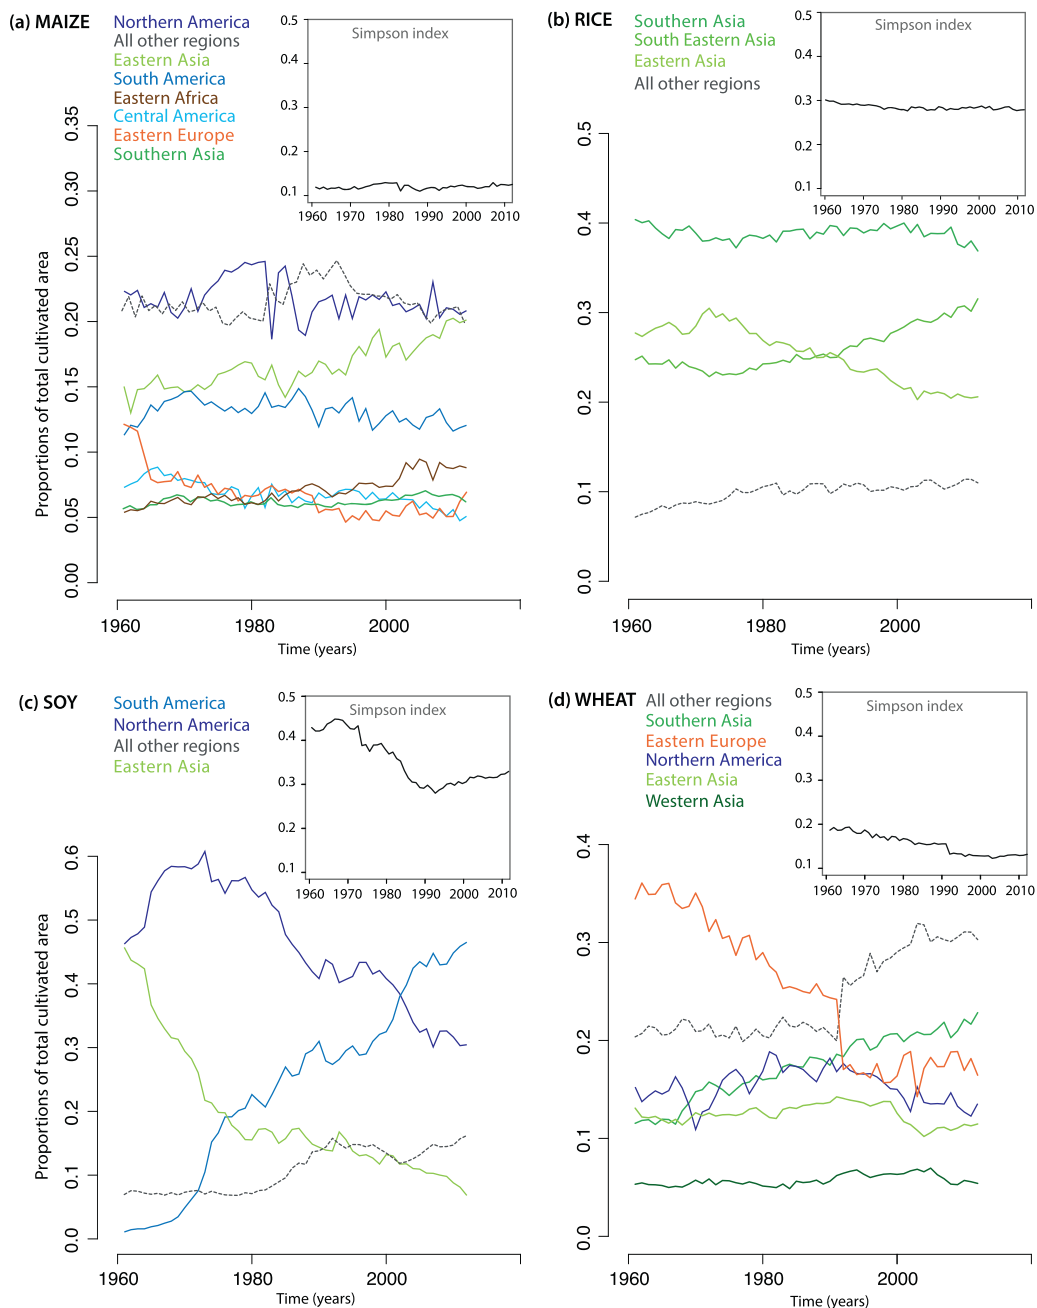 (a) MAIZE
Northern America
All other regions
Eastern Asia
South America
Eastern Africa
Central America
Eastern Europe
Southern Asia
Simpson index
0.5
0.4
0.3
0.2
0.1
1960 1970 1980 1990 2000 2010
Proportions of total cultivated area
0.35
0.30
0.25
0.20
0.15
0.10
0.05
0.00
1960 1980 2000
Time (years)
(b) RICE
Southern Asia
South Eastern Asia
Eastern Asia
All other regions
Simpson index
0.5
0.4
0.3
0.2
0.1
1960 1970 1980 1990 2000 2010
0.5
0.4
0.3
0.2
0.1
0.0
1960 1980 2000
Time (years)
(c) SOY
South America
Northern America
All other regions
Eastern Asia
Simpson index
0.5
0.4
0.3
0.2
0.1
1960 1970 1980 1990 2000 2010
Proportions of total cultivated area
0.6
0.5
0.4
0.3
0.2
0.1
0.0
1960 1980 2000
Time (years)
(d) WHEAT
All other regions
Southern Asia
Eastern Europe
Northern America
Eastern Asia
Western Asia
Simpson index
0.5
0.4
0.3
0.2
0.1
1960 1970 1980 1990 2000 2010
0.4
0.3
0.2
0.1
0.0
1960 1980 2000
Time (years)